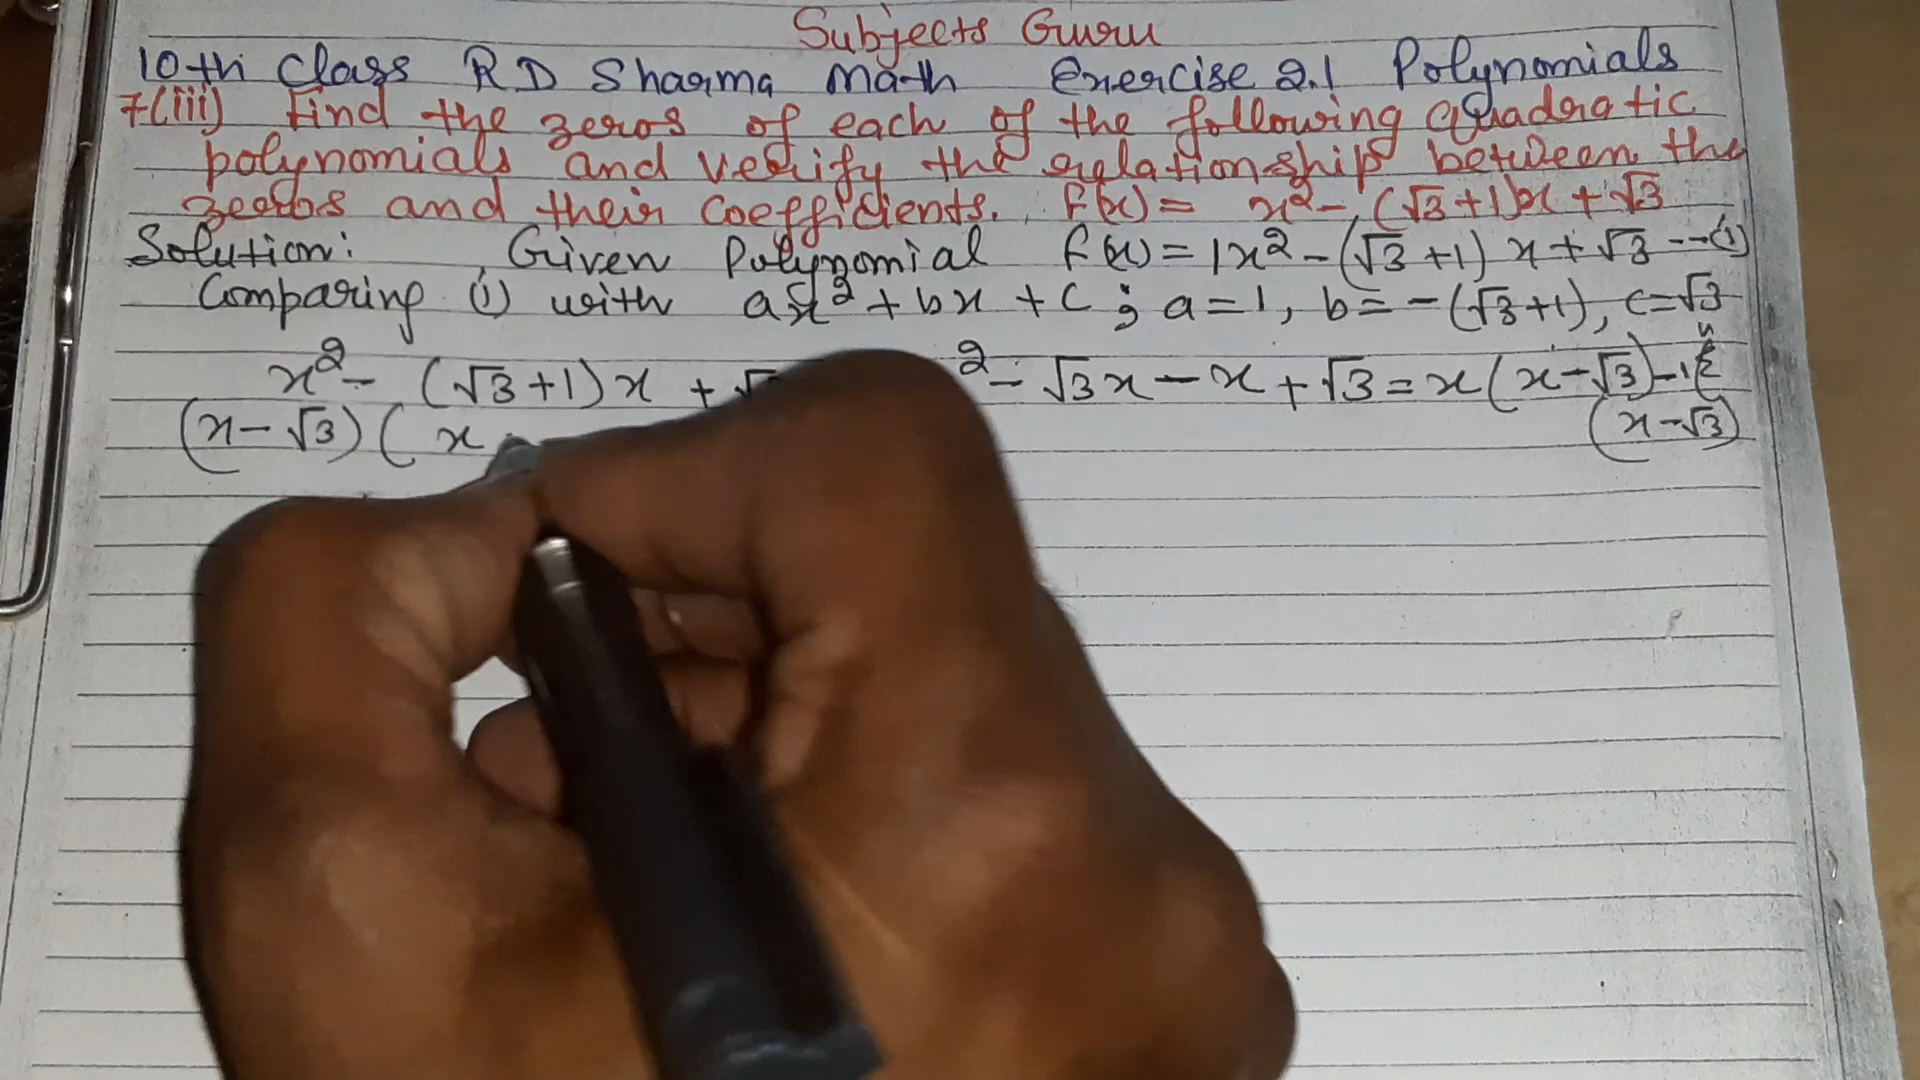 Subjects Guru
10th Class RD Sharma Math Exercise 2.1 Polynomials
7(iii) Find the zeros of each of the following quadratic
polynomials and verify the relationship between the
zeros and their coefficients. f(x) = x² - (√3+1)x + √3
Solution: Given Polynomial f(x) = 1x² - (√3+1) x + √3 --- (1)
Comparing (1) with ax² + bx + c ; a = 1, b = -(√3+1), c = √3
x² - (√3+1)x + √ ² - √3x - x + √3 = x(x-√3) -1
(x-√3)
(x-√3) (x